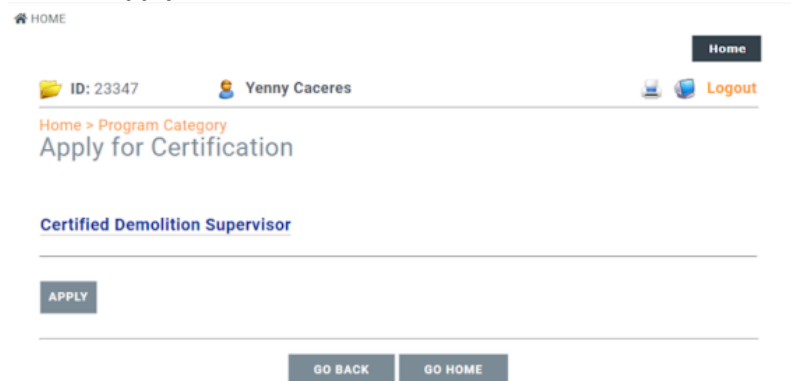 HOME
Home
ID: 23347 Yenny Caceres Logout
Home > Program Category
Apply for Certification
Certified Demolition Supervisor
APPLY
GO BACK GO HOME